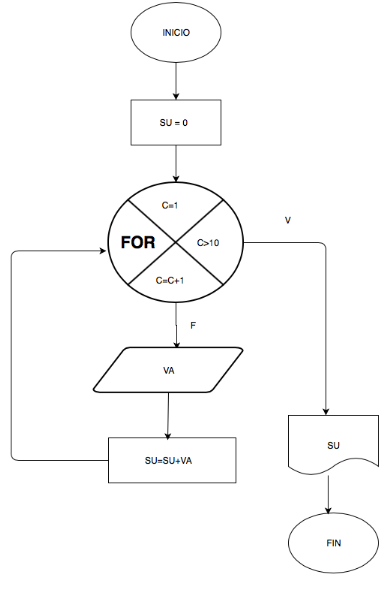 INICIO
SU = 0
C=1
FOR
C>10
C=C+1
V
F
VA
SU=SU+VA
SU
FIN